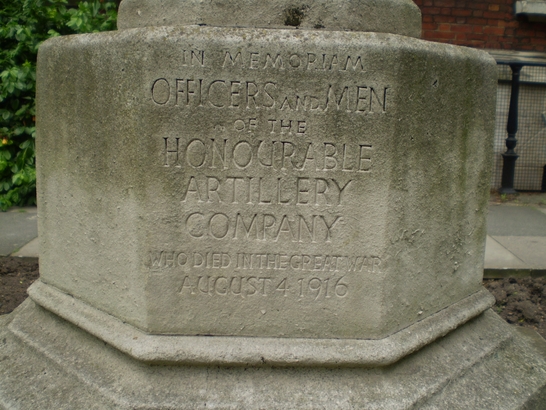 IN MEMORIAM
OFFICERS AND MEN
OF THE
HONOURABLE
ARTILLERY
COMPANY
WHO DIED IN THE GREAT WAR
AUGUST 4 1916